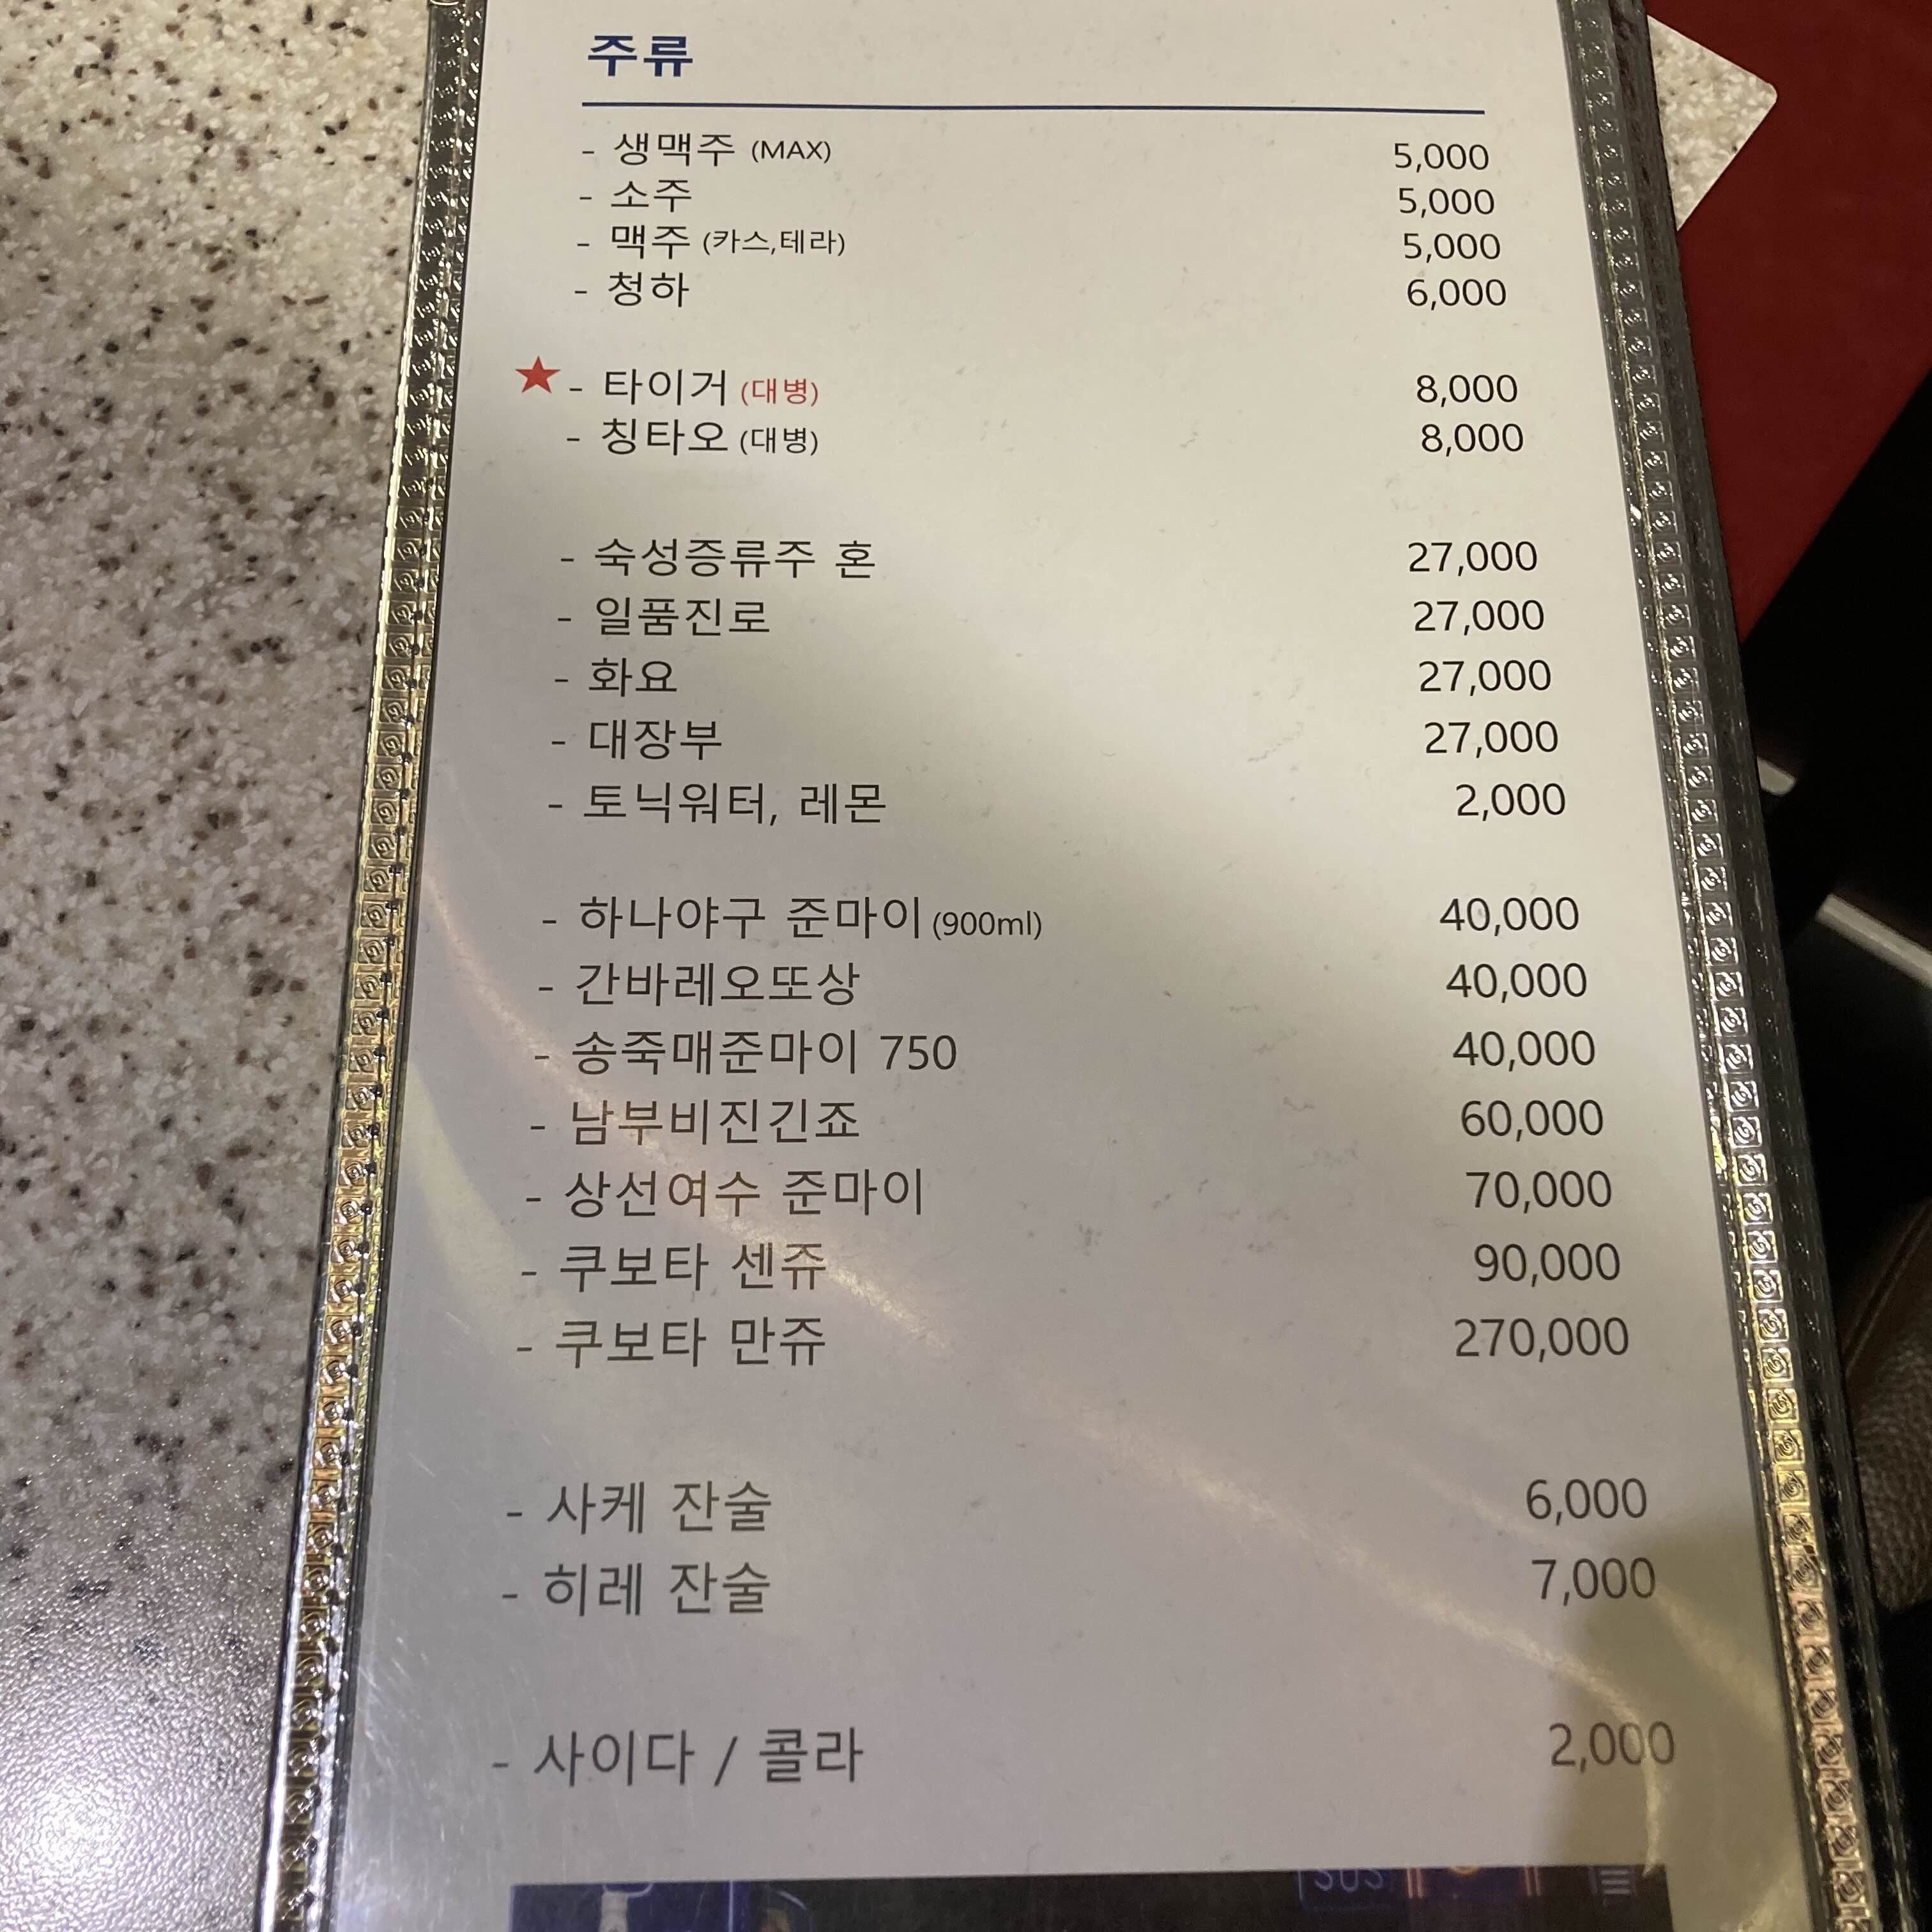 주류
- 생맥주 (MAX) 5,000
- 소주 5,000
- 맥주 (카스,테라) 5,000
- 청하 6,000
★ - 타이거 (대병) 8,000
- 칭타오 (대병) 8,000
- 숙성증류주 혼 27,000
- 일품진로 27,000
- 화요 27,000
- 대장부 27,000
- 토닉워터, 레몬 2,000
- 하나야구 준마이 (900ml) 40,000
- 간바레오또상 40,000
- 송죽매준마이 750 40,000
- 남부비진긴죠 60,000
- 상선여수 준마이 70,000
- 쿠보타 센쥬 90,000
- 쿠보타 만쥬 270,000
- 사케 잔술 6,000
- 히레 잔술 7,000
- 사이다 / 콜라 2,000